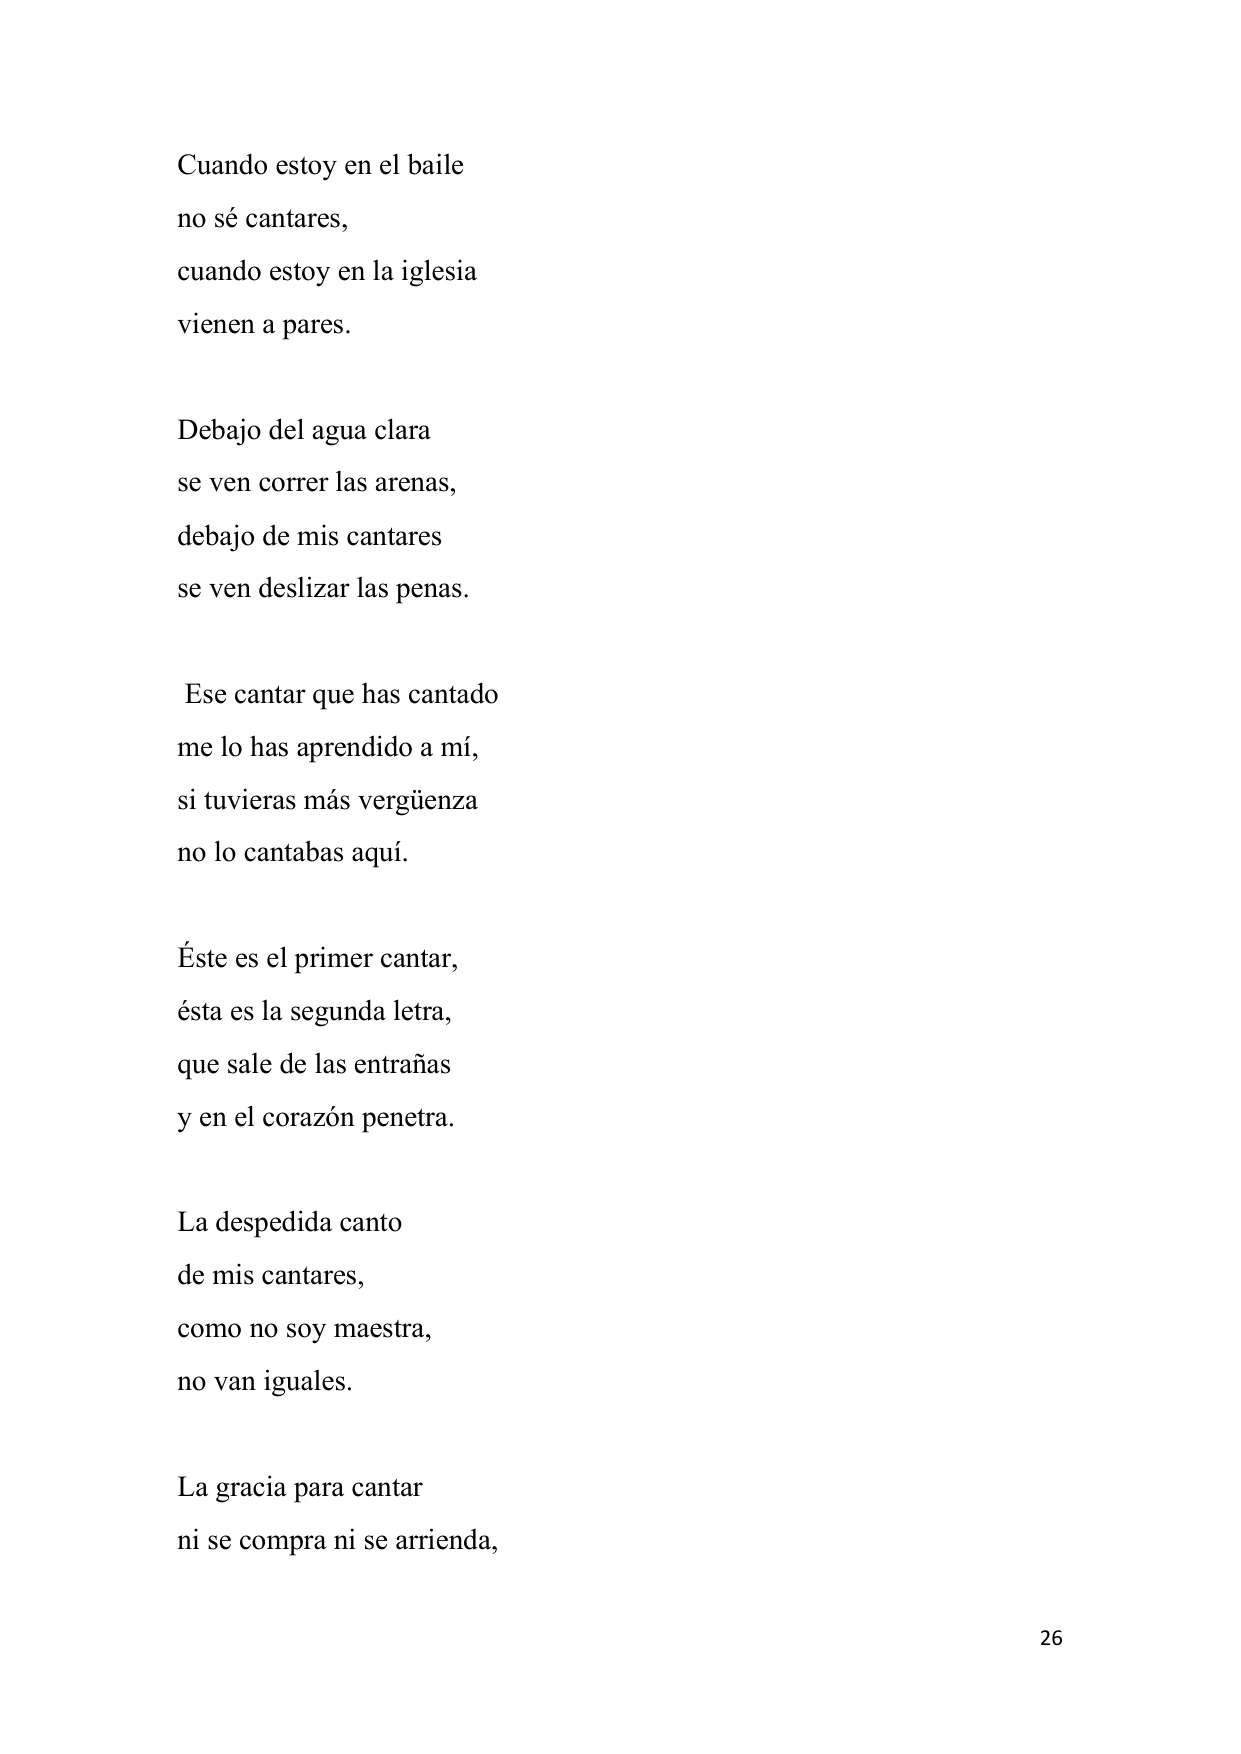 Cuando estoy en el baile
no sé cantares,
cuando estoy en la iglesia
vienen a pares.
Debajo del agua clara
se ven correr las arenas,
debajo de mis cantares
se ven deslizar las penas.
Ese cantar que has cantado
me lo has aprendido a mí,
si tuvieras más vergüenza
no lo cantabas aquí.
Éste es el primer cantar,
ésta es la segunda letra,
que sale de las entrañas
y en el corazón penetra.
La despedida canto
de mis cantares,
como no soy maestra,
no van iguales.
La gracia para cantar
ni se compra ni se arrienda,
26